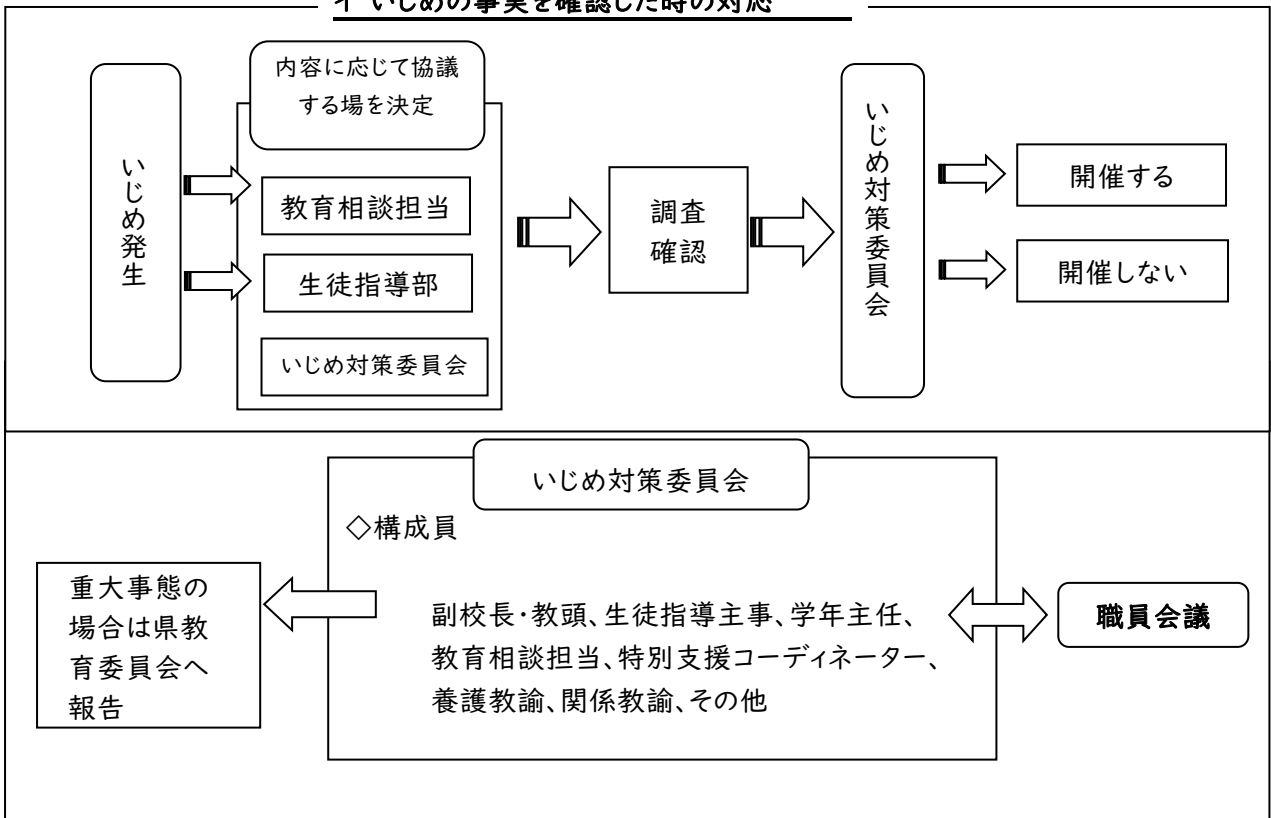 イ いじめの事実を確認した時の対応
内容に応じて協議
する場を決定
いじめ発生
教育相談担当
生徒指導部
いじめ対策委員会
調査
確認
いじめ対策委員会
開催する
開催しない
いじめ対策委員会
◇構成員
副校長・教頭、生徒指導主事、学年主任、
教育相談担当、特別支援コーディネーター、
養護教諭、関係教諭、その他
重大事態の
場合は県教
育委員会へ
報告
職員会議